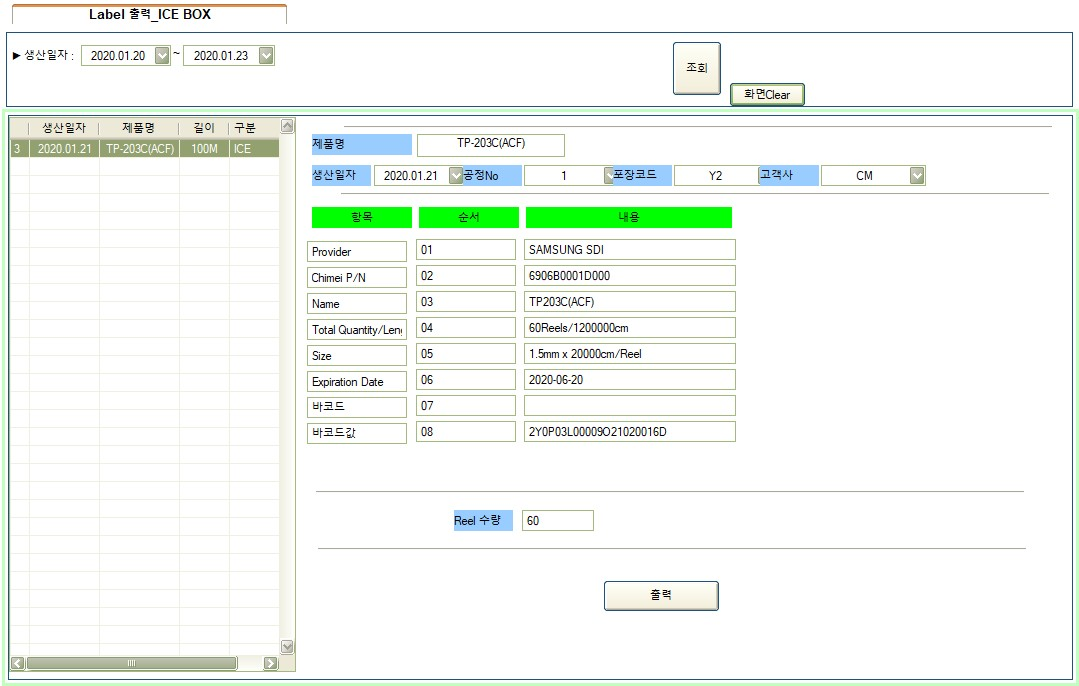 Label 출력_ICE BOX
▶ 생산일자 : 2020.01.20 ~ 2020.01.23
조회
화면Clear
생산일자 제품명 길이 구분
3 2020.01.21 TP-203C(ACF) 100M ICE
제품명 TP-203C(ACF)
생산일자 2020.01.21 공정No 1 포장코드 Y2 고객사 CM
항목 순서 내용
Provider 01 SAMSUNG SDI
Chimei P/N 02 6906B0001D000
Name 03 TP203C(ACF)
Total Quantity/Leng 04 60Reels/1200000cm
Size 05 1.5mm x 20000cm/Reel
Expiration Date 06 2020-06-20
바코드 07
바코드값 08 2Y0P03L00009O21020016D
Reel 수량 60
출력